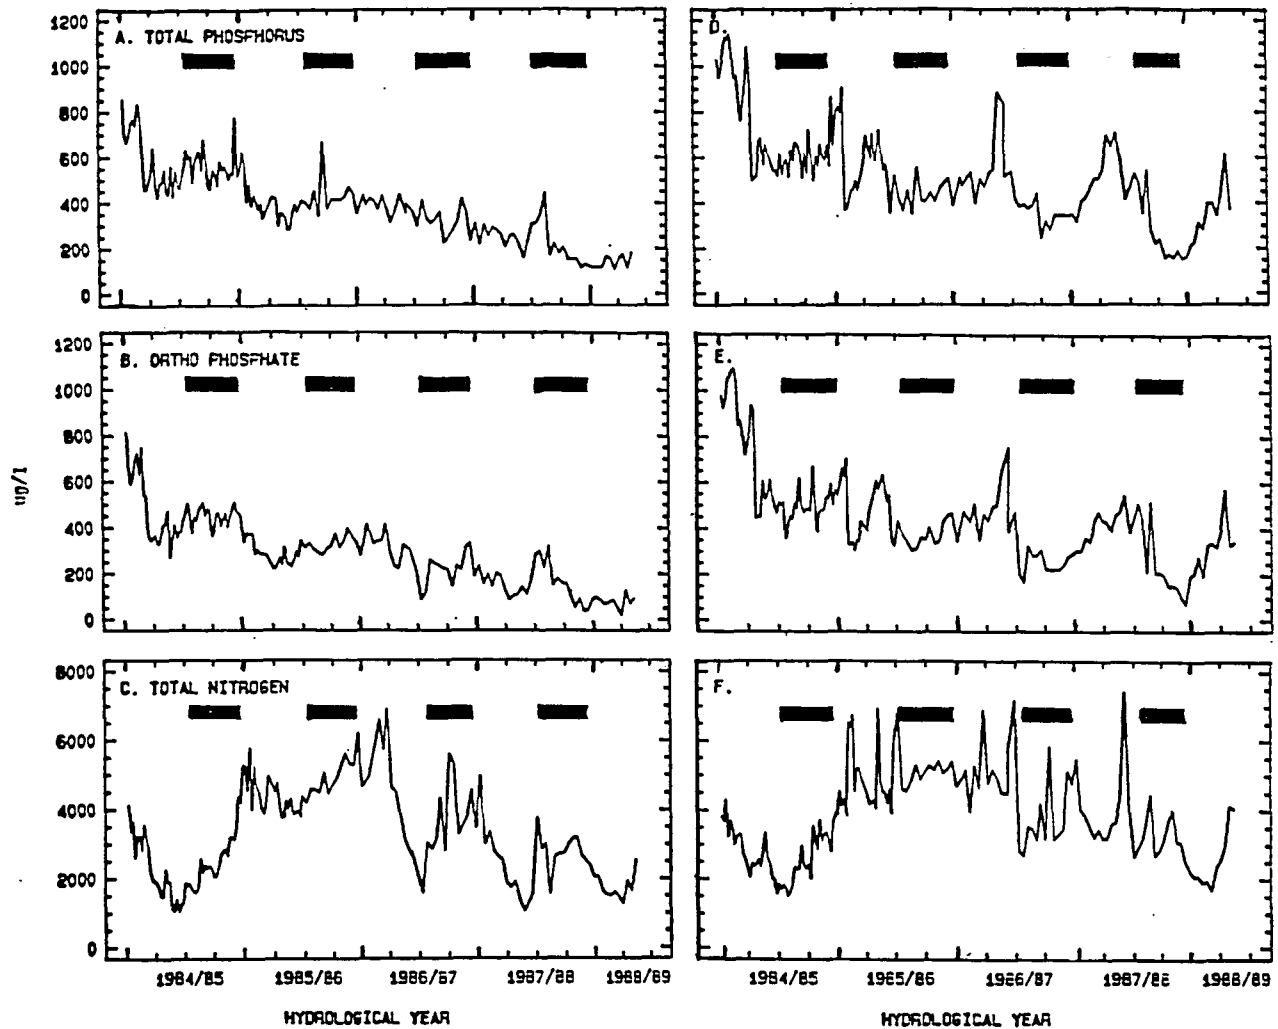 A. TOTAL PHOSPHORUS
1200
1000
800
600
400
200
0
D.
B. ORTHO PHOSPHATE
1200
1000
800
600
400
200
0
E.
ug/l
C. TOTAL NITROGEN
8000
6000
4000
2000
0
F.
1984/85 1985/86 1986/87 1987/88 1988/89
1984/85 1985/86 1986/87 1987/88 1988/89
HYDROLOGICAL YEAR
HYDROLOGICAL YEAR